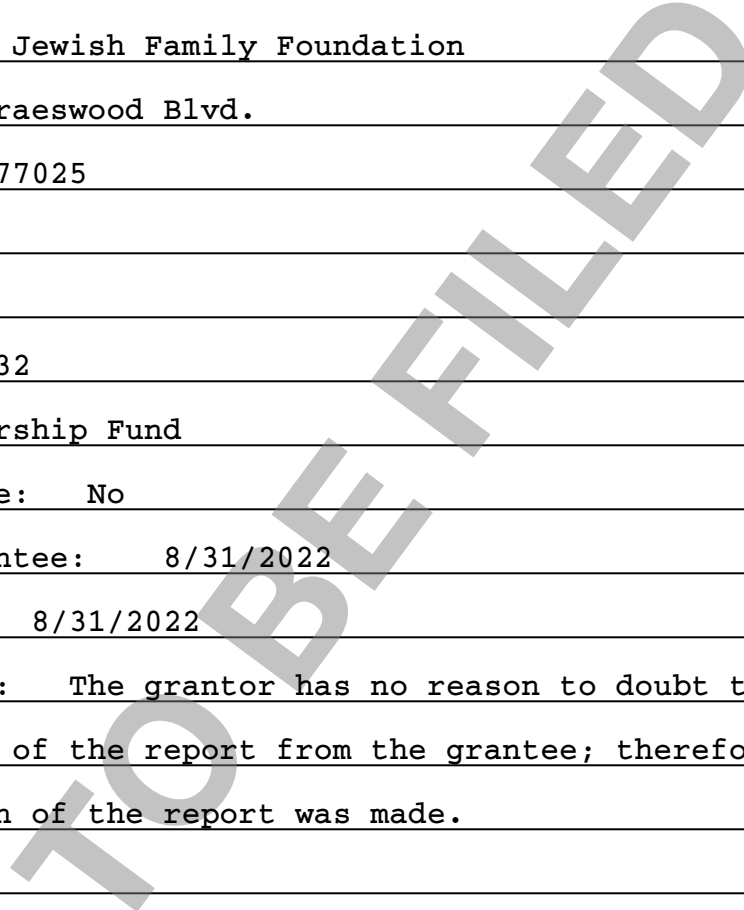 Jewish Family Foundation
raeswood Blvd.
77025
32
rship Fund
e: No
ntee: 8/31/2022
8/31/2022
: The grantor has no reason to doubt t
of the report from the grantee; therefo
n of the report was made.
TO BE FILED